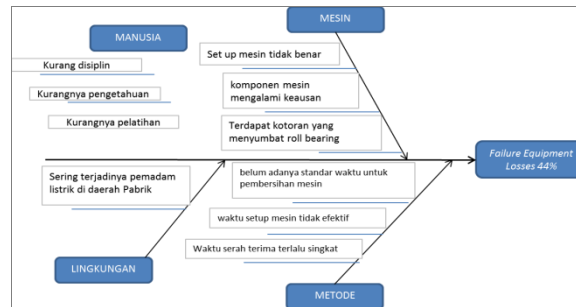 MANUSIA
MESIN
Kurang disiplin
Kurangnya pengetahuan
Kurangnya pelatihan
Set up mesin tidak benar
komponen mesin
mengalami keausan
Terdapat kotoran yang
menyumbat roll bearing
Failure Equipment
Losses 44%
Sering terjadinya pemadam
listrik di daerah Pabrik
belum adanya standar waktu untuk
pembersihan mesin
waktu setup mesin tidak efektif
Waktu serah terima terlalu singkat
LINGKUNGAN
METODE